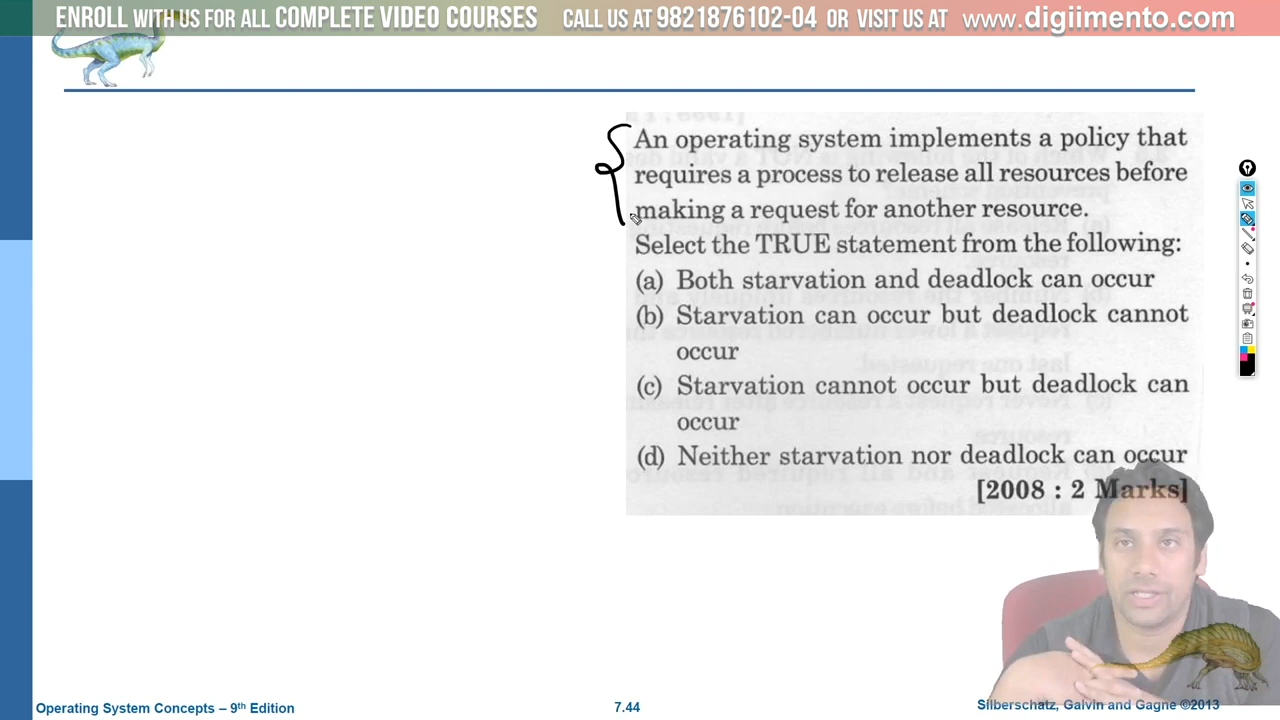 ENROLL WITH US FOR ALL COMPLETE VIDEO COURSES CALL US AT 9821876102-04 OR VISIT US AT www.digiimento.com
An operating system implements a policy that
requires a process to release all resources before
making a request for another resource.
Select the TRUE statement from the following:
(a) Both starvation and deadlock can occur
(b) Starvation can occur but deadlock cannot
occur
(c) Starvation cannot occur but deadlock can
occur
(d) Neither starvation nor deadlock can occur
[2008 : 2 Marks]
Operating System Concepts – 9th Edition
7.44
Silberschatz, Galvin and Gagne ©2013